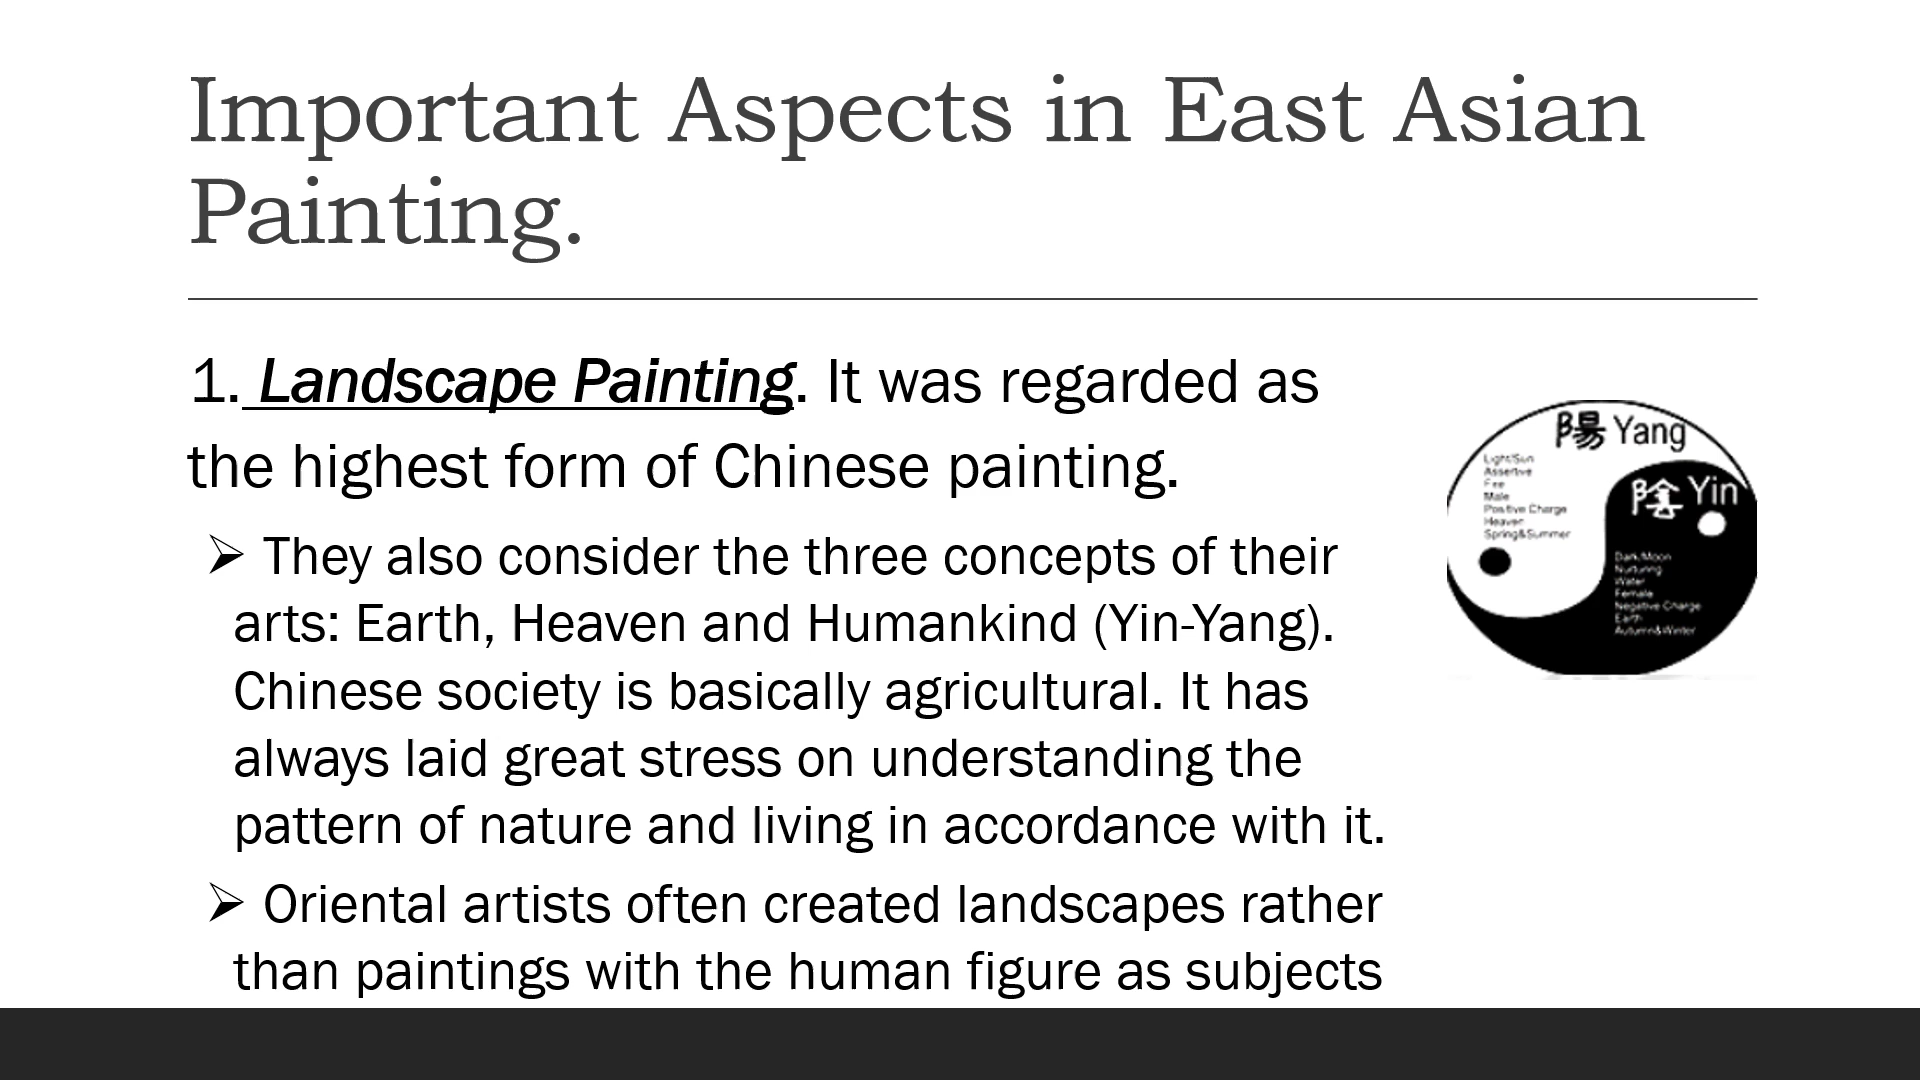 Important Aspects in East Asian
Painting.
1. Landscape Painting. It was regarded as
the highest form of Chinese painting.
➢ They also consider the three concepts of their
arts: Earth, Heaven and Humankind (Yin-Yang).
Chinese society is basically agricultural. It has
always laid great stress on understanding the
pattern of nature and living in accordance with it.
➢ Oriental artists often created landscapes rather
than paintings with the human figure as subjects
陽 Yang
Light/Sun
Assertive
Fire
Male
Positive Charge
Heaven
Spring&Summer
陰 Yin
Dark/Moon
Nurturing
Water
Female
Negative Charge
Earth
Autumn&Winter